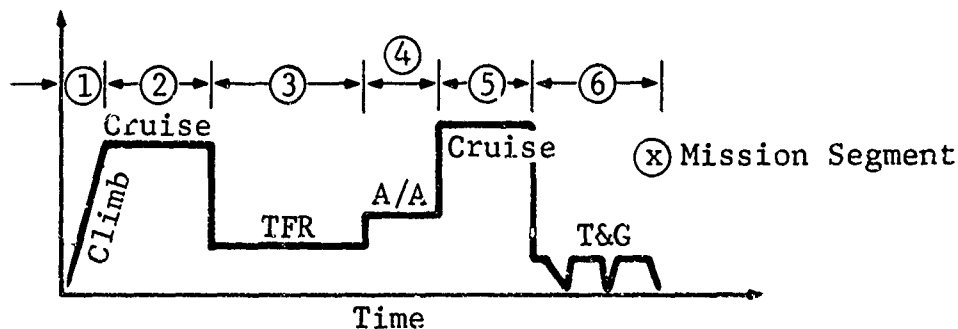 ① ② ③ ④ ⑤ ⑥
Cruise
Climb
TFR
A/A
Cruise
T&G
ⓧ Mission Segment
Time